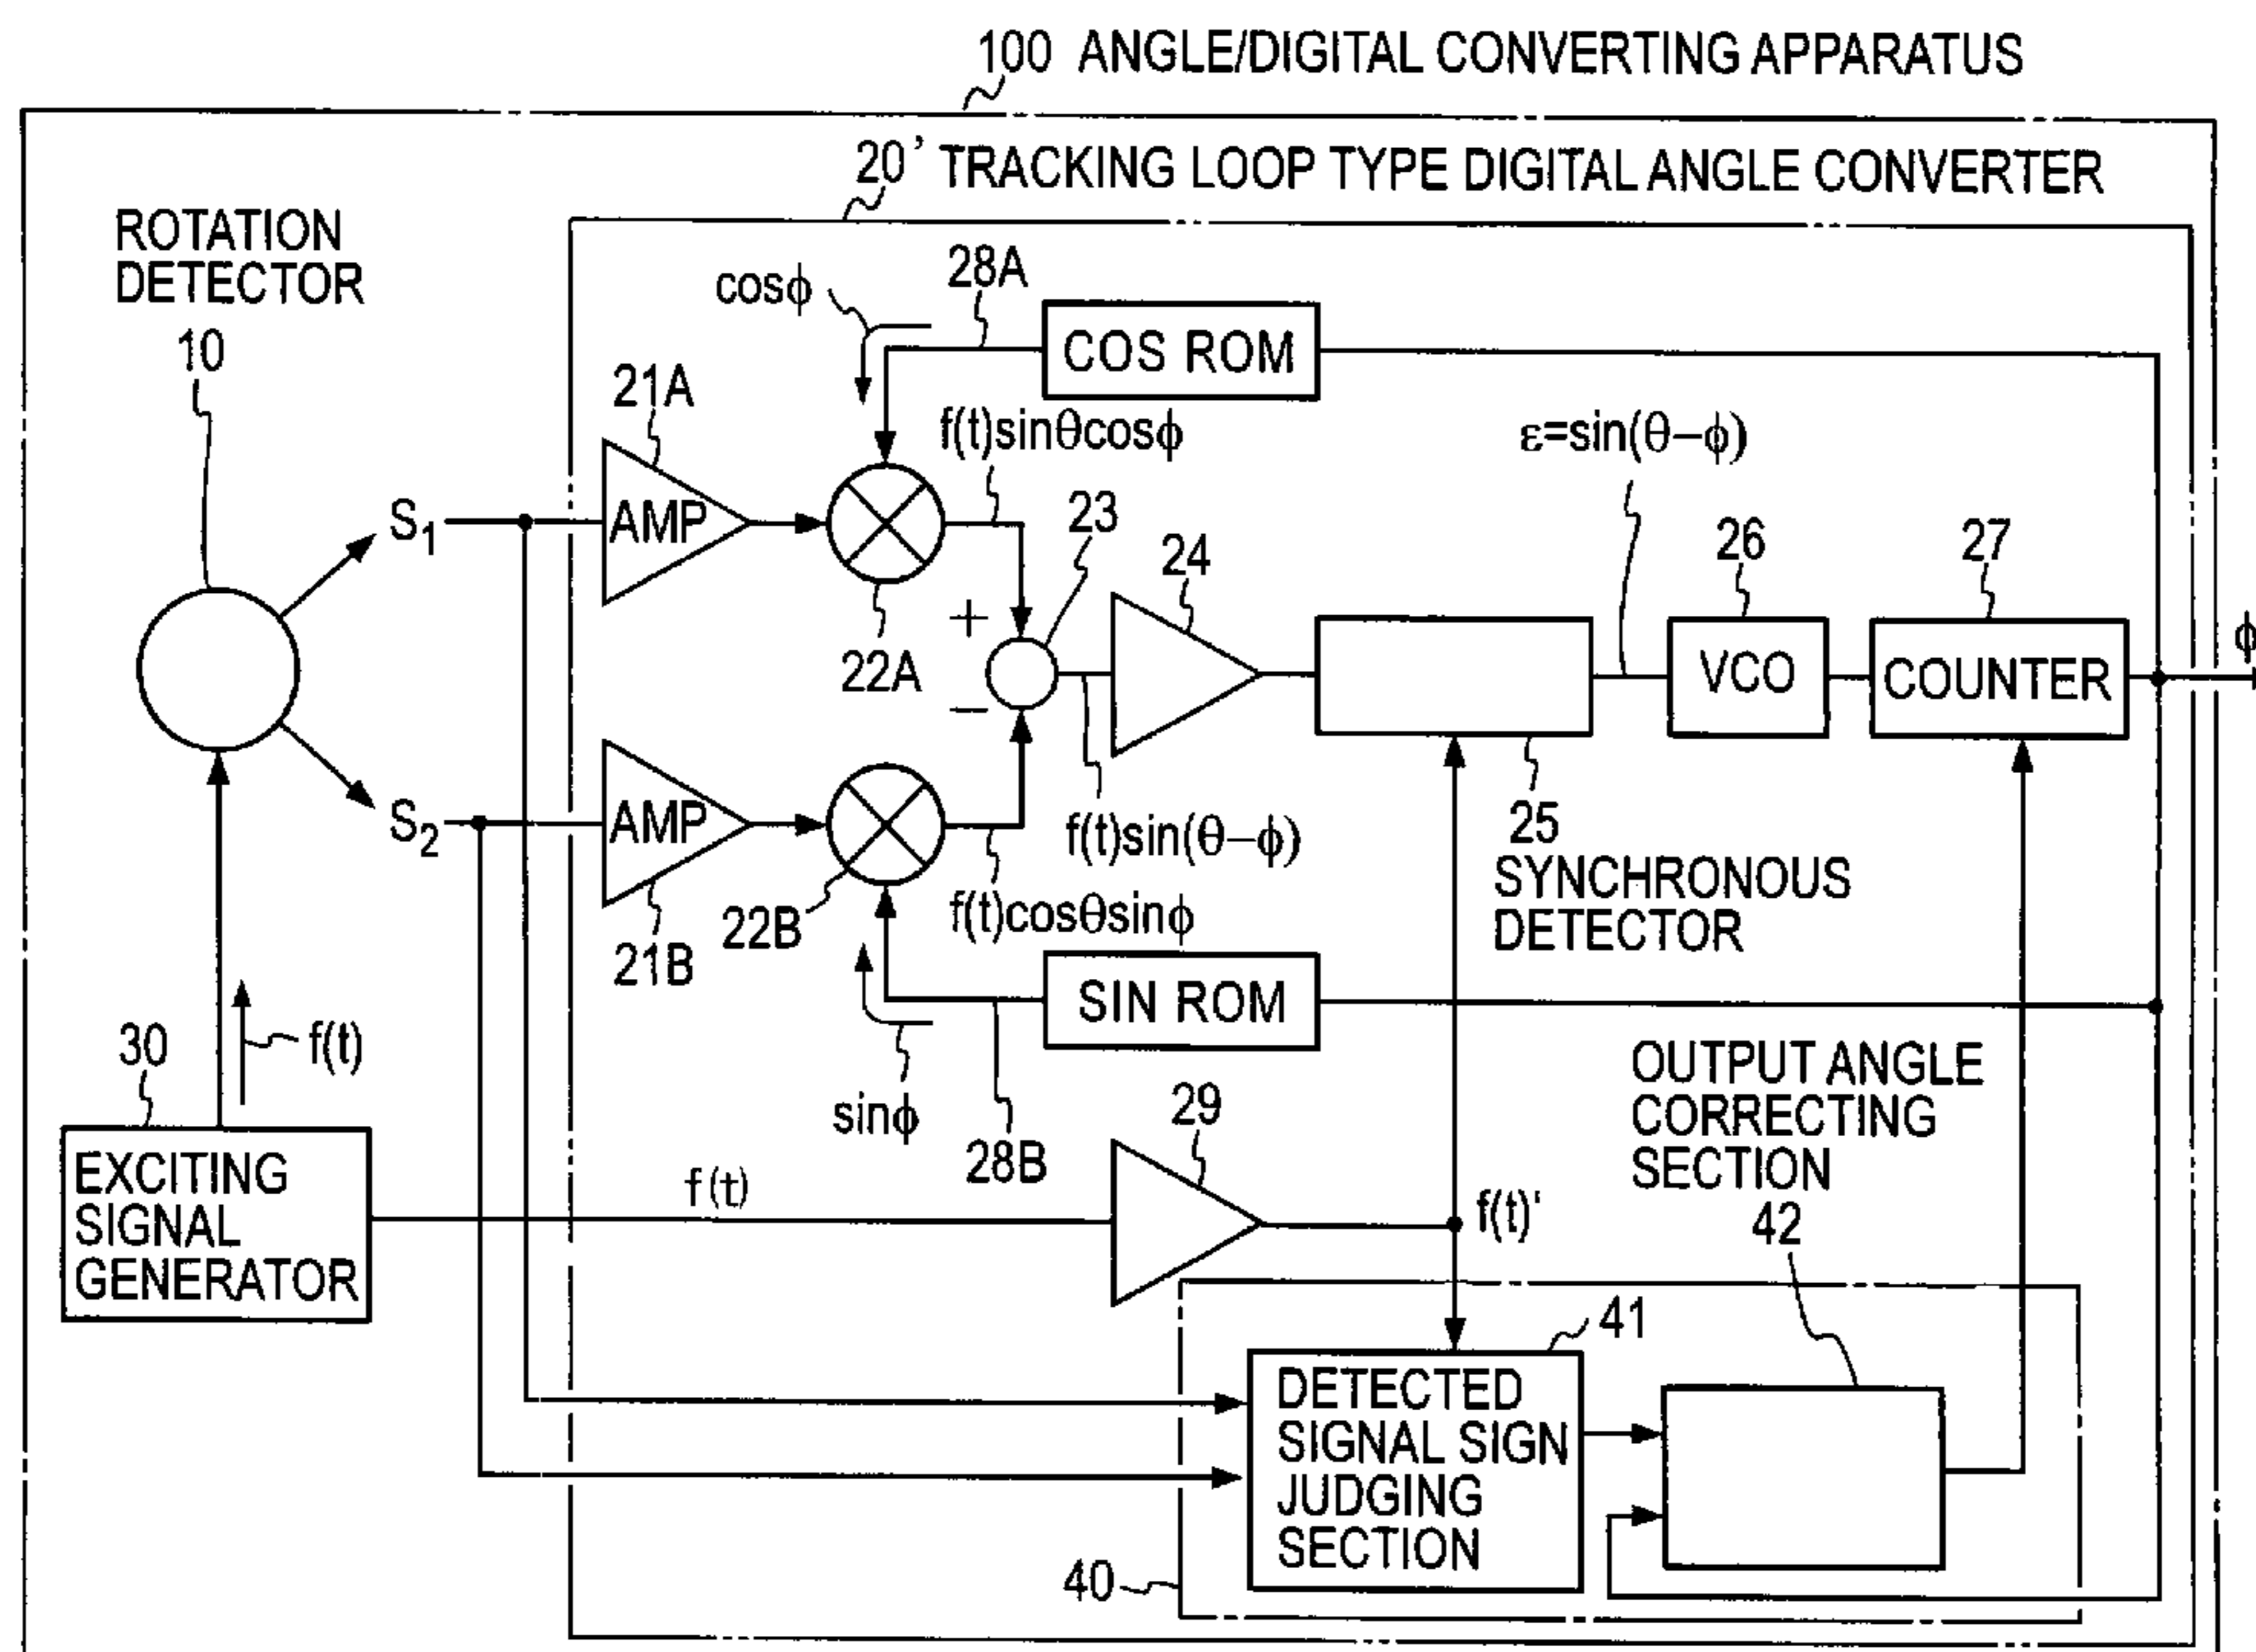 100 ANGLE/DIGITAL CONVERTING APPARATUS
20' TRACKING LOOP TYPE DIGITAL ANGLE CONVERTER
ROTATION
DETECTOR
10
cosϕ
28A
COS ROM
21A
AMP
f(t)sinθcosϕ
ε=sin(θ−ϕ)
S1
22A
23
+
−
24
26
VCO
27
COUNTER
ϕ
S2
AMP
21B
22B
f(t)sin(θ−ϕ)
f(t)cosθsinϕ
25
SYNCHRONOUS
DETECTOR
SIN ROM
sinϕ
28B
30
f(t)
EXCITING
SIGNAL
GENERATOR
f(t)
29
f(t)'
OUTPUT ANGLE
CORRECTING
SECTION
42
41
DETECTED
SIGNAL SIGN
JUDGING
SECTION
40